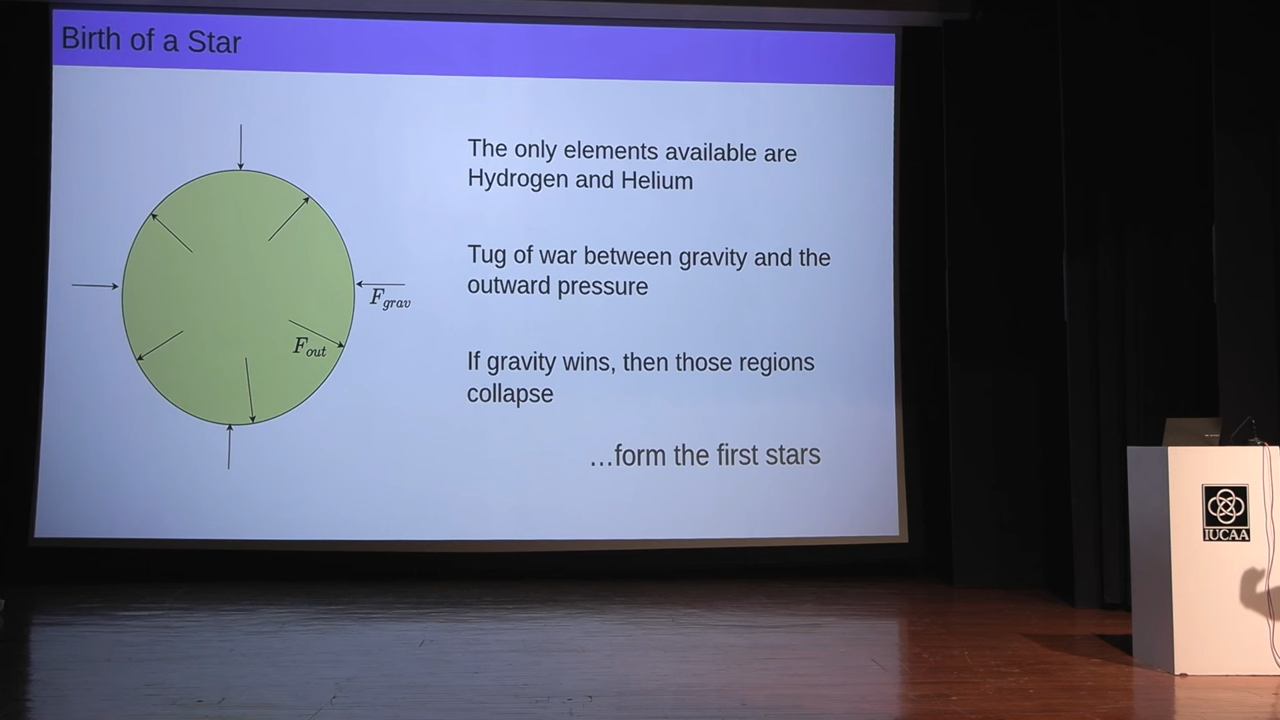 Birth of a Star
The only elements available are
Hydrogen and Helium
Tug of war between gravity and the
outward pressure
F_grav
F_out
If gravity wins, then those regions
collapse
...form the first stars
IUCAA